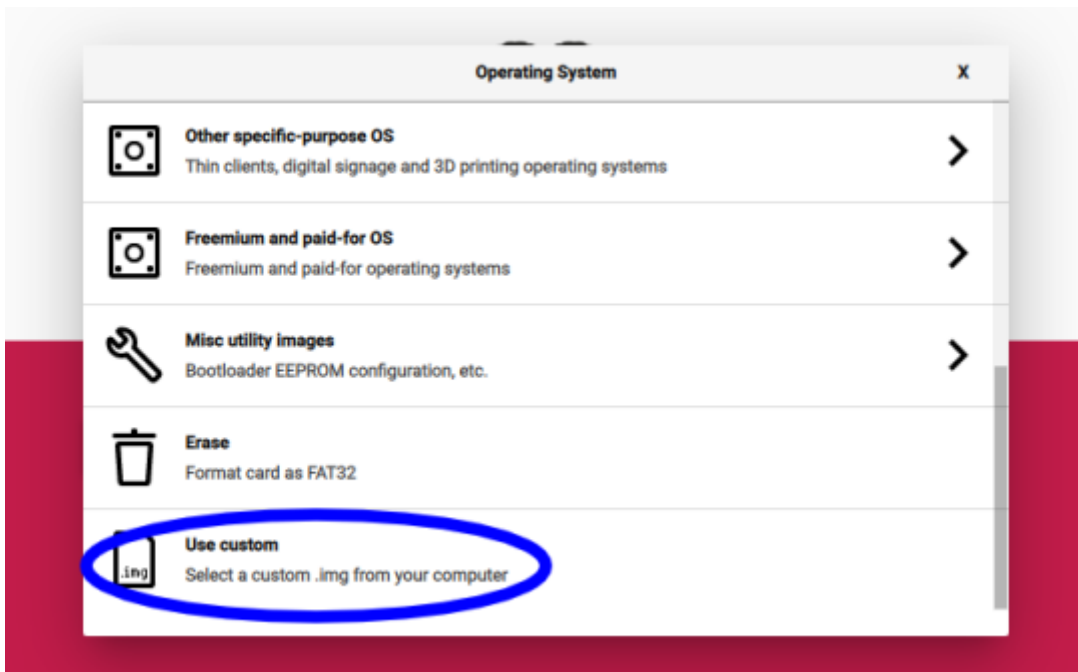 Operating System X
Other specific-purpose OS
Thin clients, digital signage and 3D printing operating systems
Freemium and paid-for OS
Freemium and paid-for operating systems
Misc utility images
Bootloader EEPROM configuration, etc.
Erase
Format card as FAT32
Use custom
.img
Select a custom .img from your computer